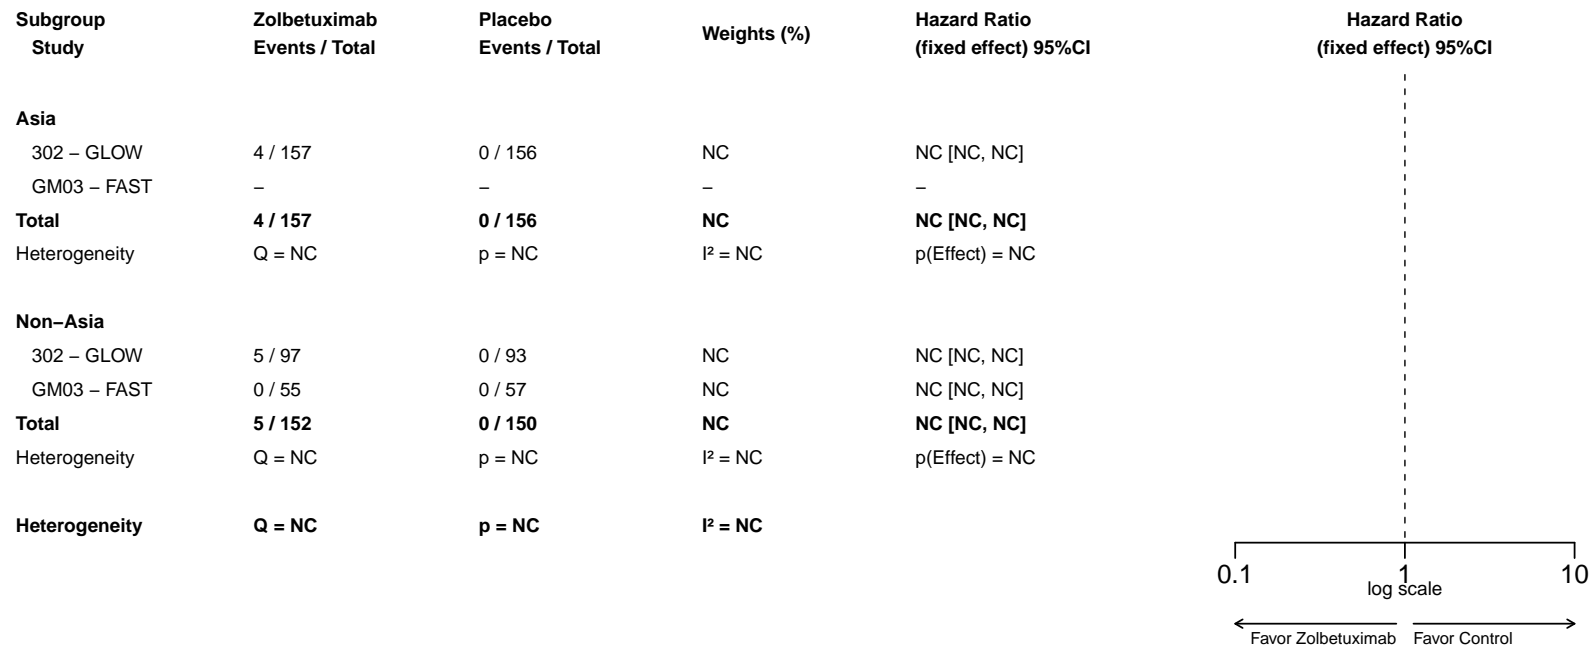 Subgroup Zolbetuximab Placebo Weights (%) Hazard Ratio Hazard Ratio
Study Events / Total Events / Total (fixed effect) 95%CI (fixed effect) 95%CI
Asia
302 – GLOW 4 / 157 0 / 156 NC NC [NC, NC]
GM03 – FAST – – – –
Total 4 / 157 0 / 156 NC NC [NC, NC]
Heterogeneity Q = NC p = NC I² = NC p(Effect) = NC
Non–Asia
302 – GLOW 5 / 97 0 / 93 NC NC [NC, NC]
GM03 – FAST 0 / 55 0 / 57 NC NC [NC, NC]
Total 5 / 152 0 / 150 NC NC [NC, NC]
Heterogeneity Q = NC p = NC I² = NC p(Effect) = NC
Heterogeneity Q = NC p = NC I² = NC
0.1 1 10
log scale
Favor Zolbetuximab Favor Control